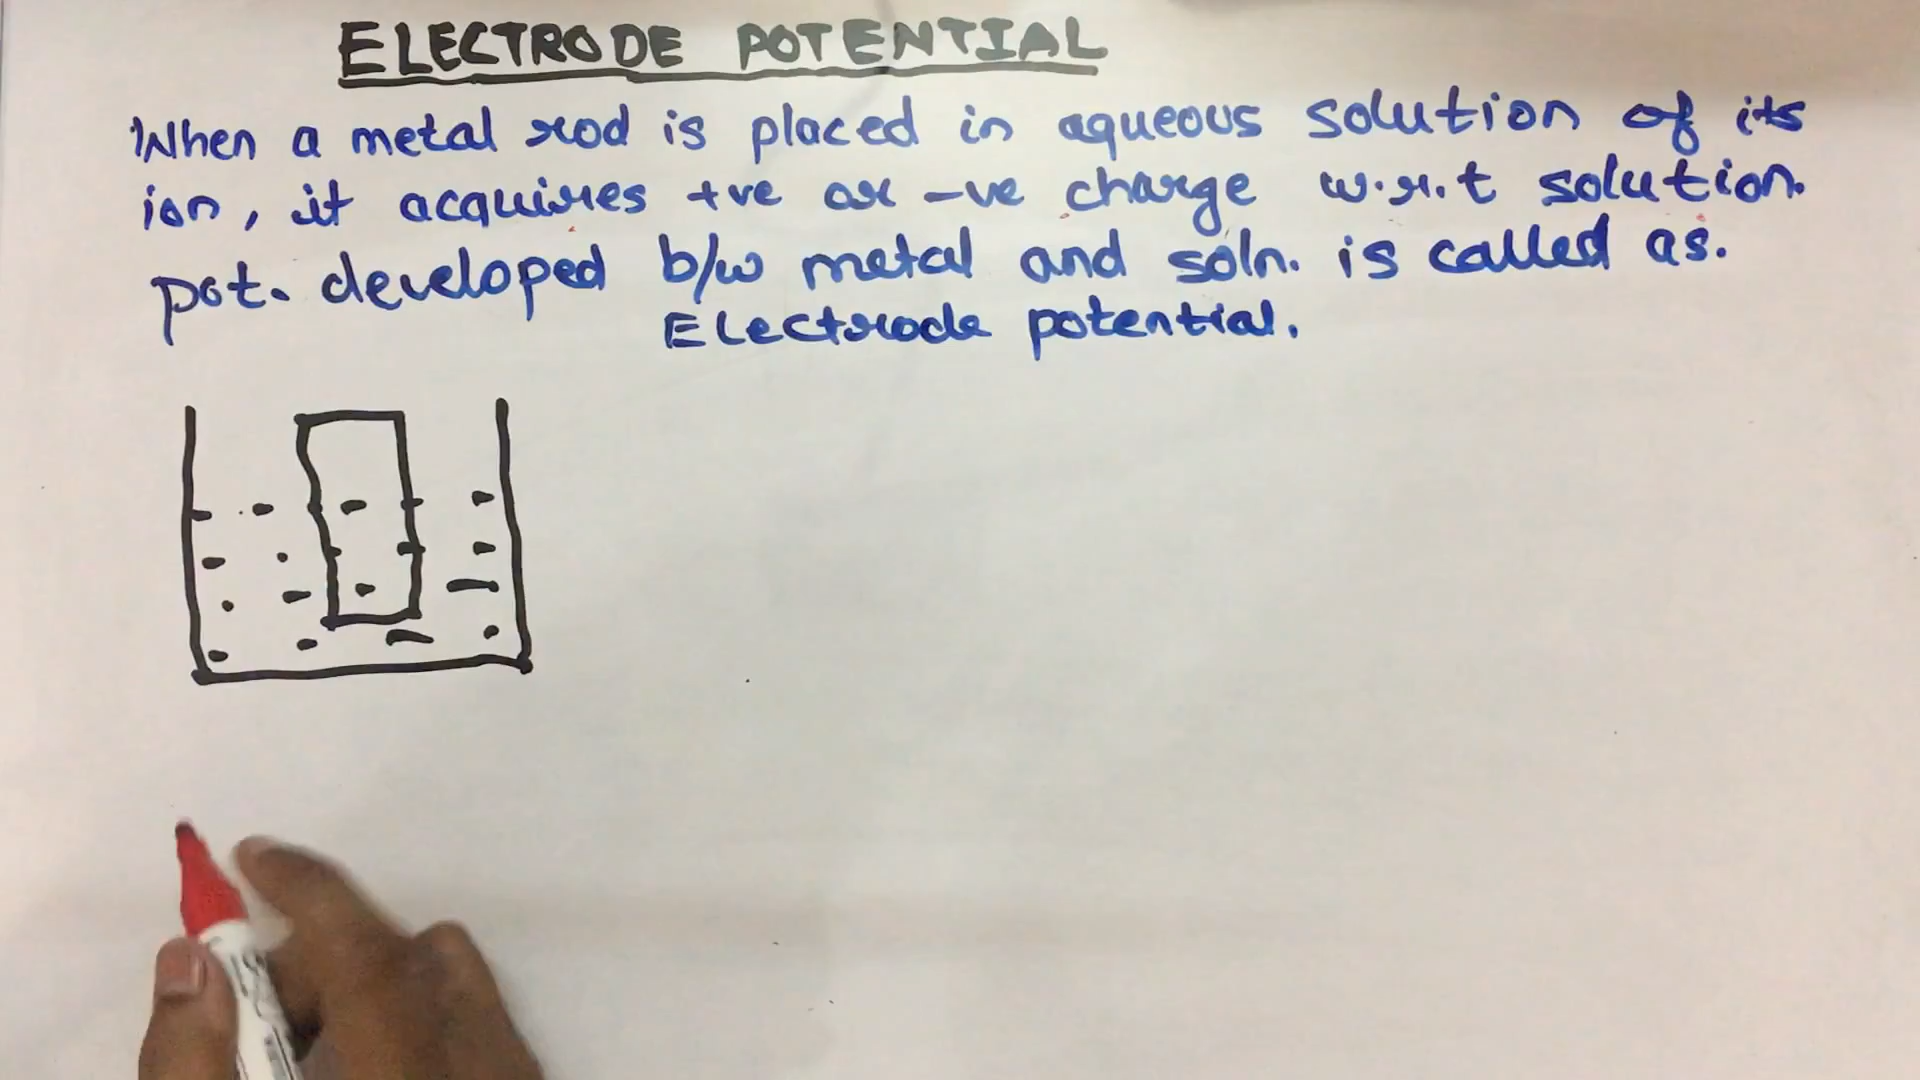 ELECTRODE POTENTIAL
When a metal rod is placed in aqueous solution of its
ion, it acquires +ve or -ve charge w.r.t solution.
pot. developed b/w metal and soln. is called as.
Electrode potential.